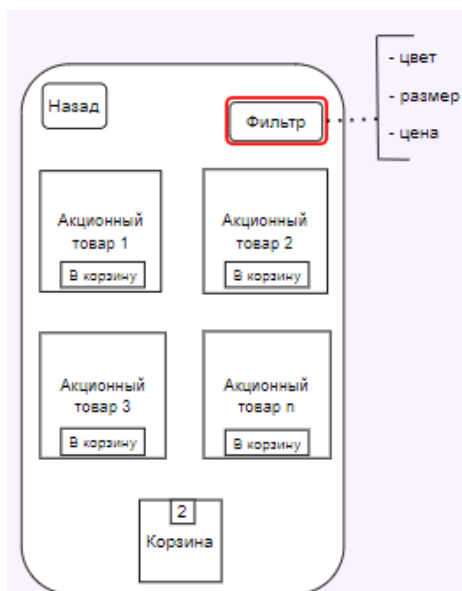 Назад
Фильтр
- цвет
- размер
- цена
Акционный
товар 1
В корзину
Акционный
товар 2
В корзину
Акционный
товар 3
В корзину
Акционный
товар n
В корзину
2
Корзина